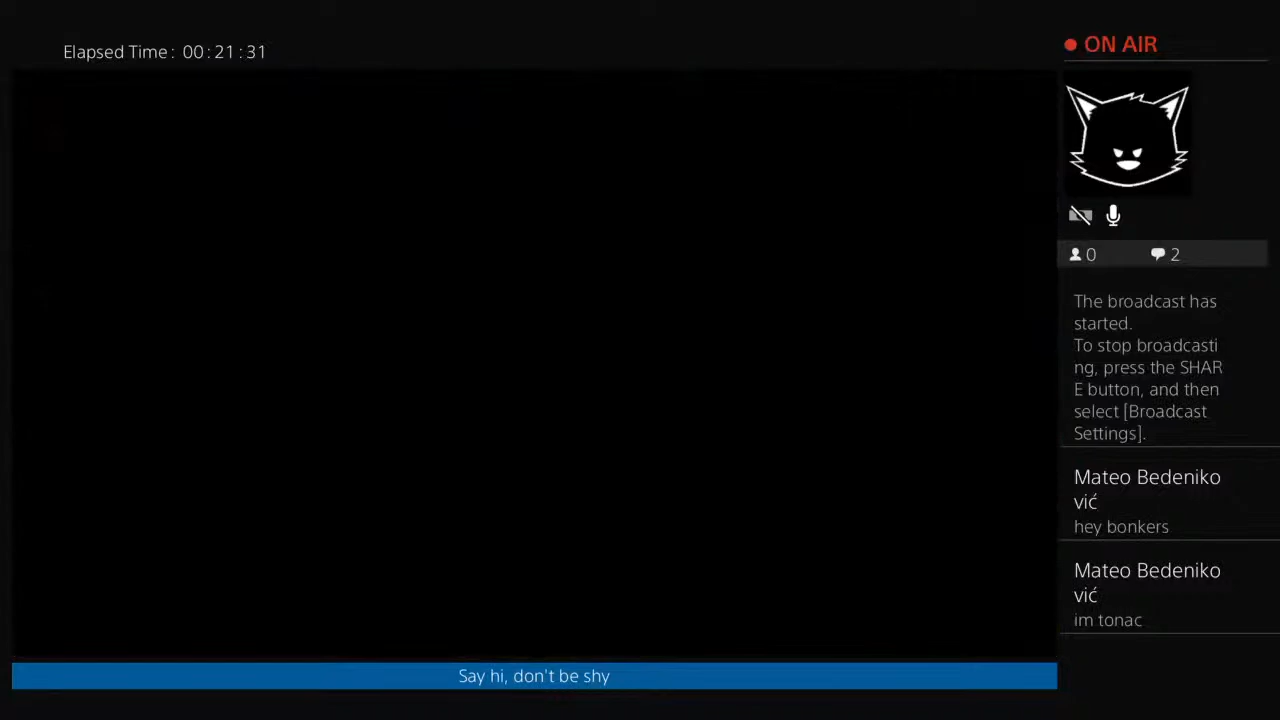 Elapsed Time: 00:21:31
ON AIR
0 2
The broadcast has
started.
To stop broadcasti
ng, press the SHAR
E button, and then
select [Broadcast
Settings].
Mateo Bedeniko
vić
hey bonkers
Mateo Bedeniko
vić
im tonac
Say hi, don't be shy